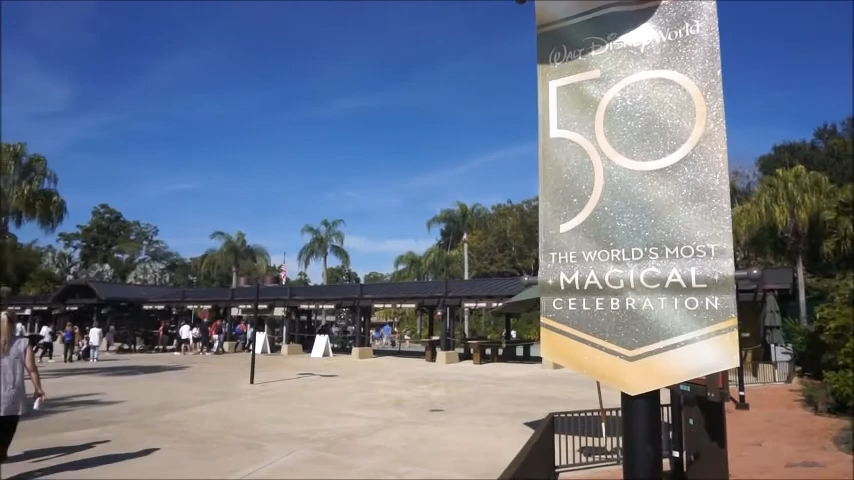 Walt Disney World
50
THE WORLD'S MOST
MAGICAL
CELEBRATION